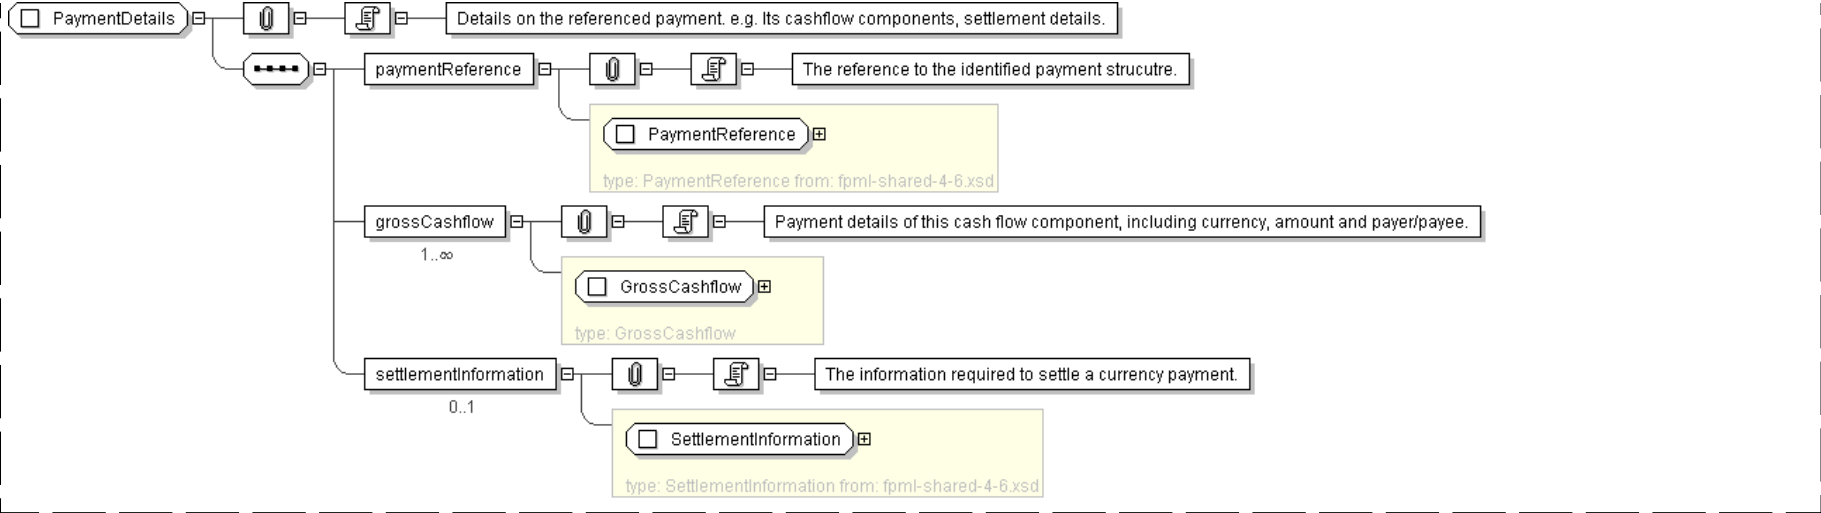 PaymentDetails
Details on the referenced payment. e.g. Its cashflow components, settlement details.
paymentReference
The reference to the identified payment strucutre.
PaymentReference
type: PaymentReference from: fpml-shared-4-6.xsd
grossCashflow
Payment details of this cash flow component, including currency, amount and payer/payee.
1..∞
GrossCashflow
type: GrossCashflow
settlementInformation
The information required to settle a currency payment.
0..1
SettlementInformation
type: SettlementInformation from: fpml-shared-4-6.xsd